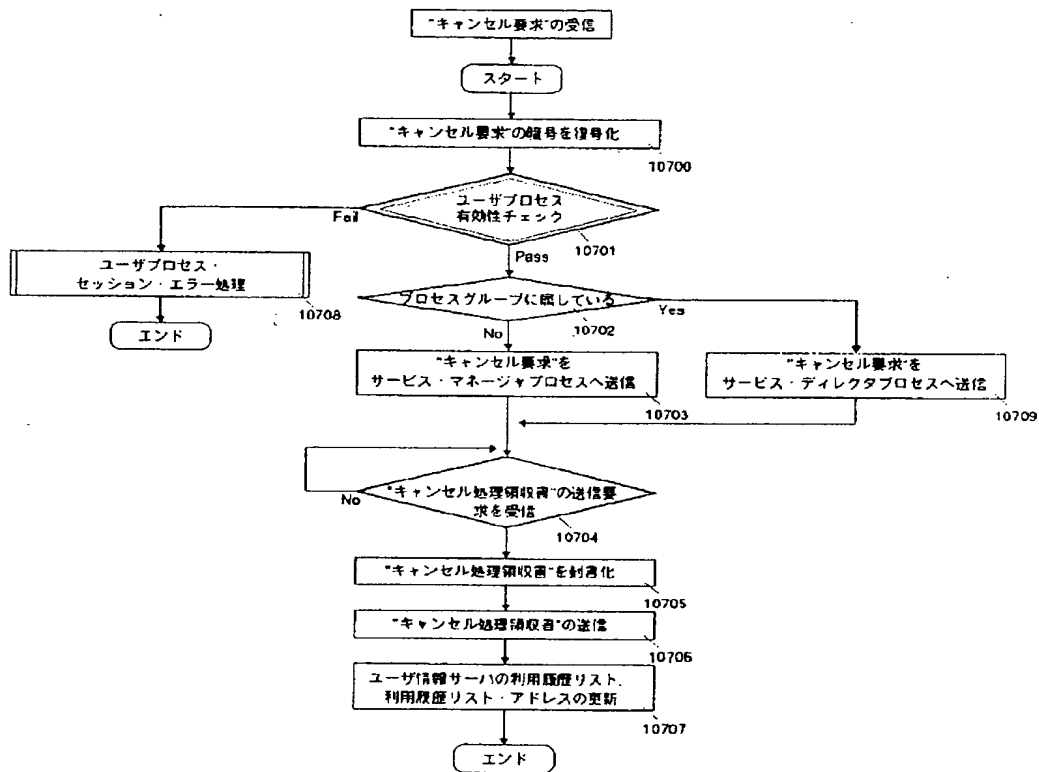 "キャンセル要求"の受信
スタート
"キャンセル要求"の暗号を復号化
10700
ユーザプロセス
有効性チェック
Fail
10701
Pass
ユーザプロセス・
セッション・エラー処理
10708
エンド
プロセスグループに属している
10702
Yes
No
"キャンセル要求"を
サービス・マネージャプロセスへ送信
10703
"キャンセル要求"を
サービス・ディレクタプロセスへ送信
10709
"キャンセル処理領収書"の送信要
求を受信
No
10704
"キャンセル処理領収書"を封書化
10705
"キャンセル処理領収書"の送信
10706
ユーザ情報サーバの利用履歴リスト、
利用履歴リスト・アドレスの更新
10707
エンド